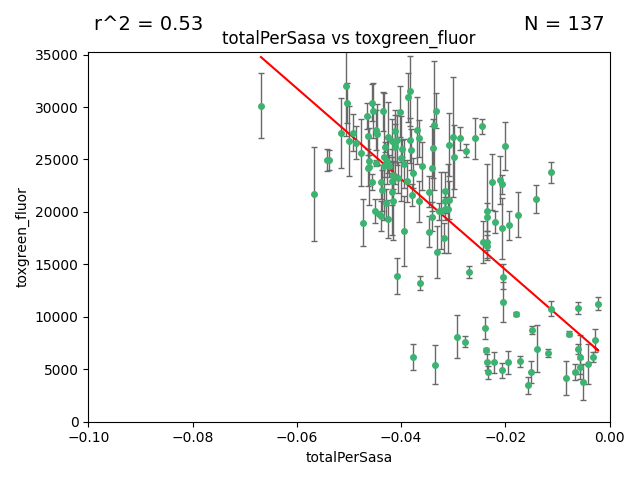 r^2 = 0.53 N = 137
totalPerSasa vs toxgreen_fluor
35000
30000
25000
20000
15000
10000
5000
0
toxgreen_fluor
−0.10 −0.08 −0.06 −0.04 −0.02 0.00
totalPerSasa